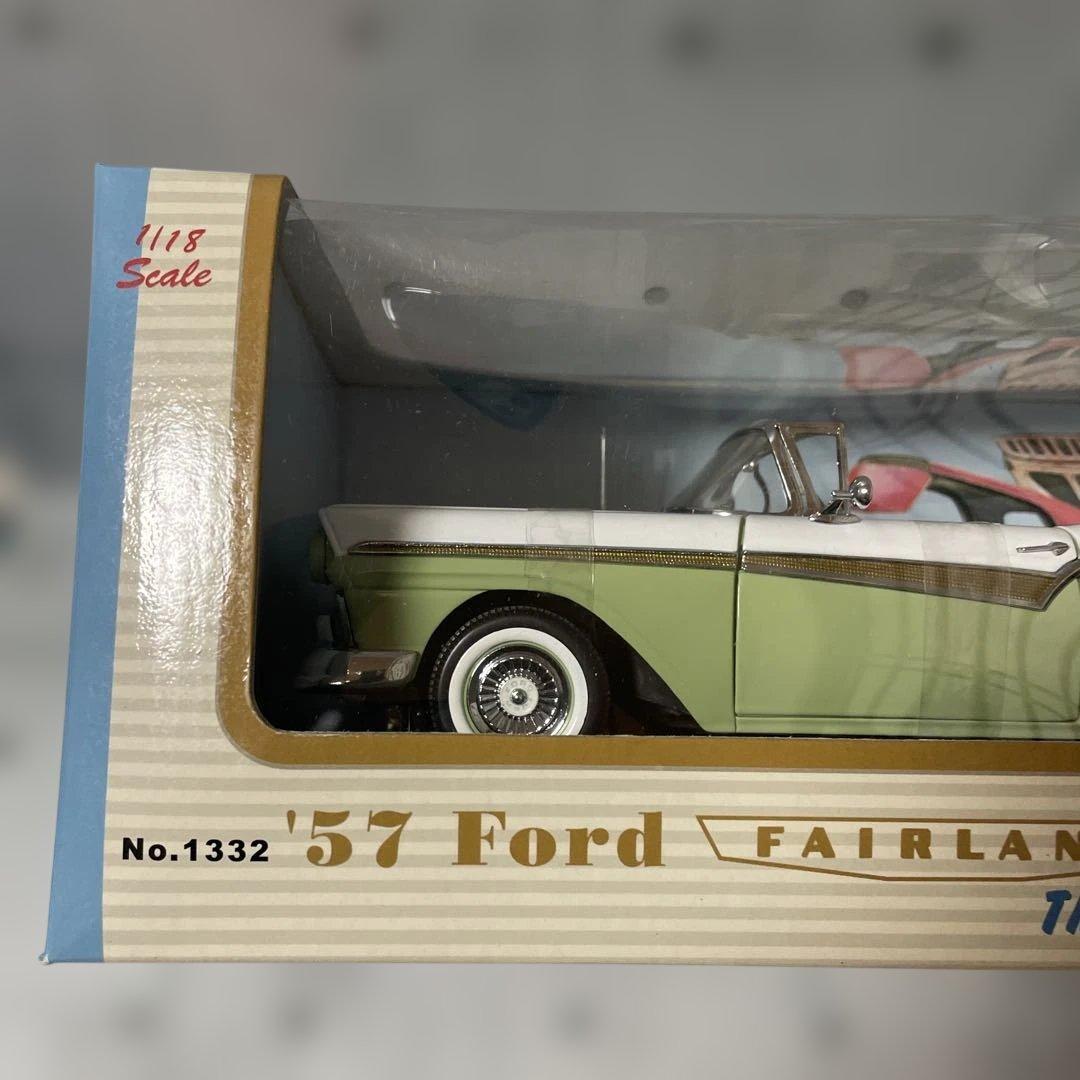 1/18
Scale
No.1332 '57 Ford FAIRLAN